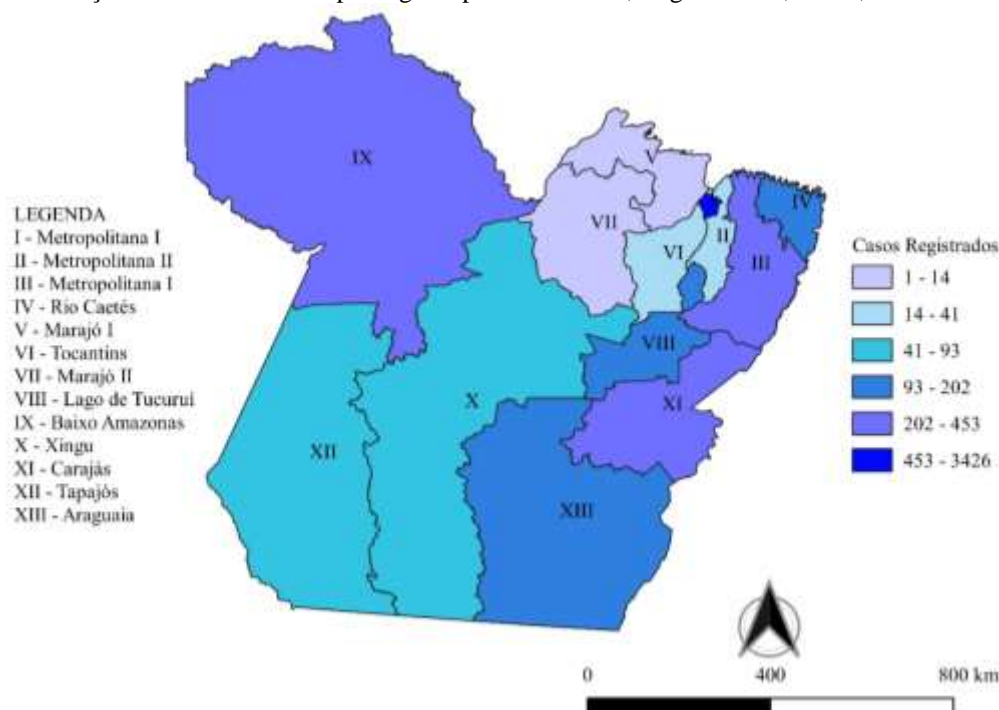 LEGENDA
I - Metropolitana I
II - Metropolitana II
III - Metropolitana I
IV - Rio Caetés
V - Marajó I
VI - Tocantins
VII - Marajó II
VIII - Lago de Tucuruí
IX - Baixo Amazonas
X - Xingu
XI - Carajás
XII - Tapajós
XIII - Araguaia
IX
V
VII
VI
II
III
IV
VIII
X
XI
XII
XIII
Casos Registrados
1 - 14
14 - 41
41 - 93
93 - 202
202 - 453
453 - 3426
0 400 800 km